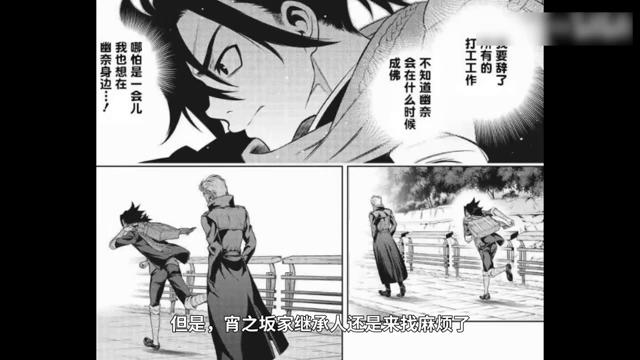 我要辞了
所有的
打工工作
不知道幽奈
会在什么时候
成佛
哪怕是一会儿
我也想在
幽奈身边…！
但是，宵之坂家继承人还是来找麻烦了